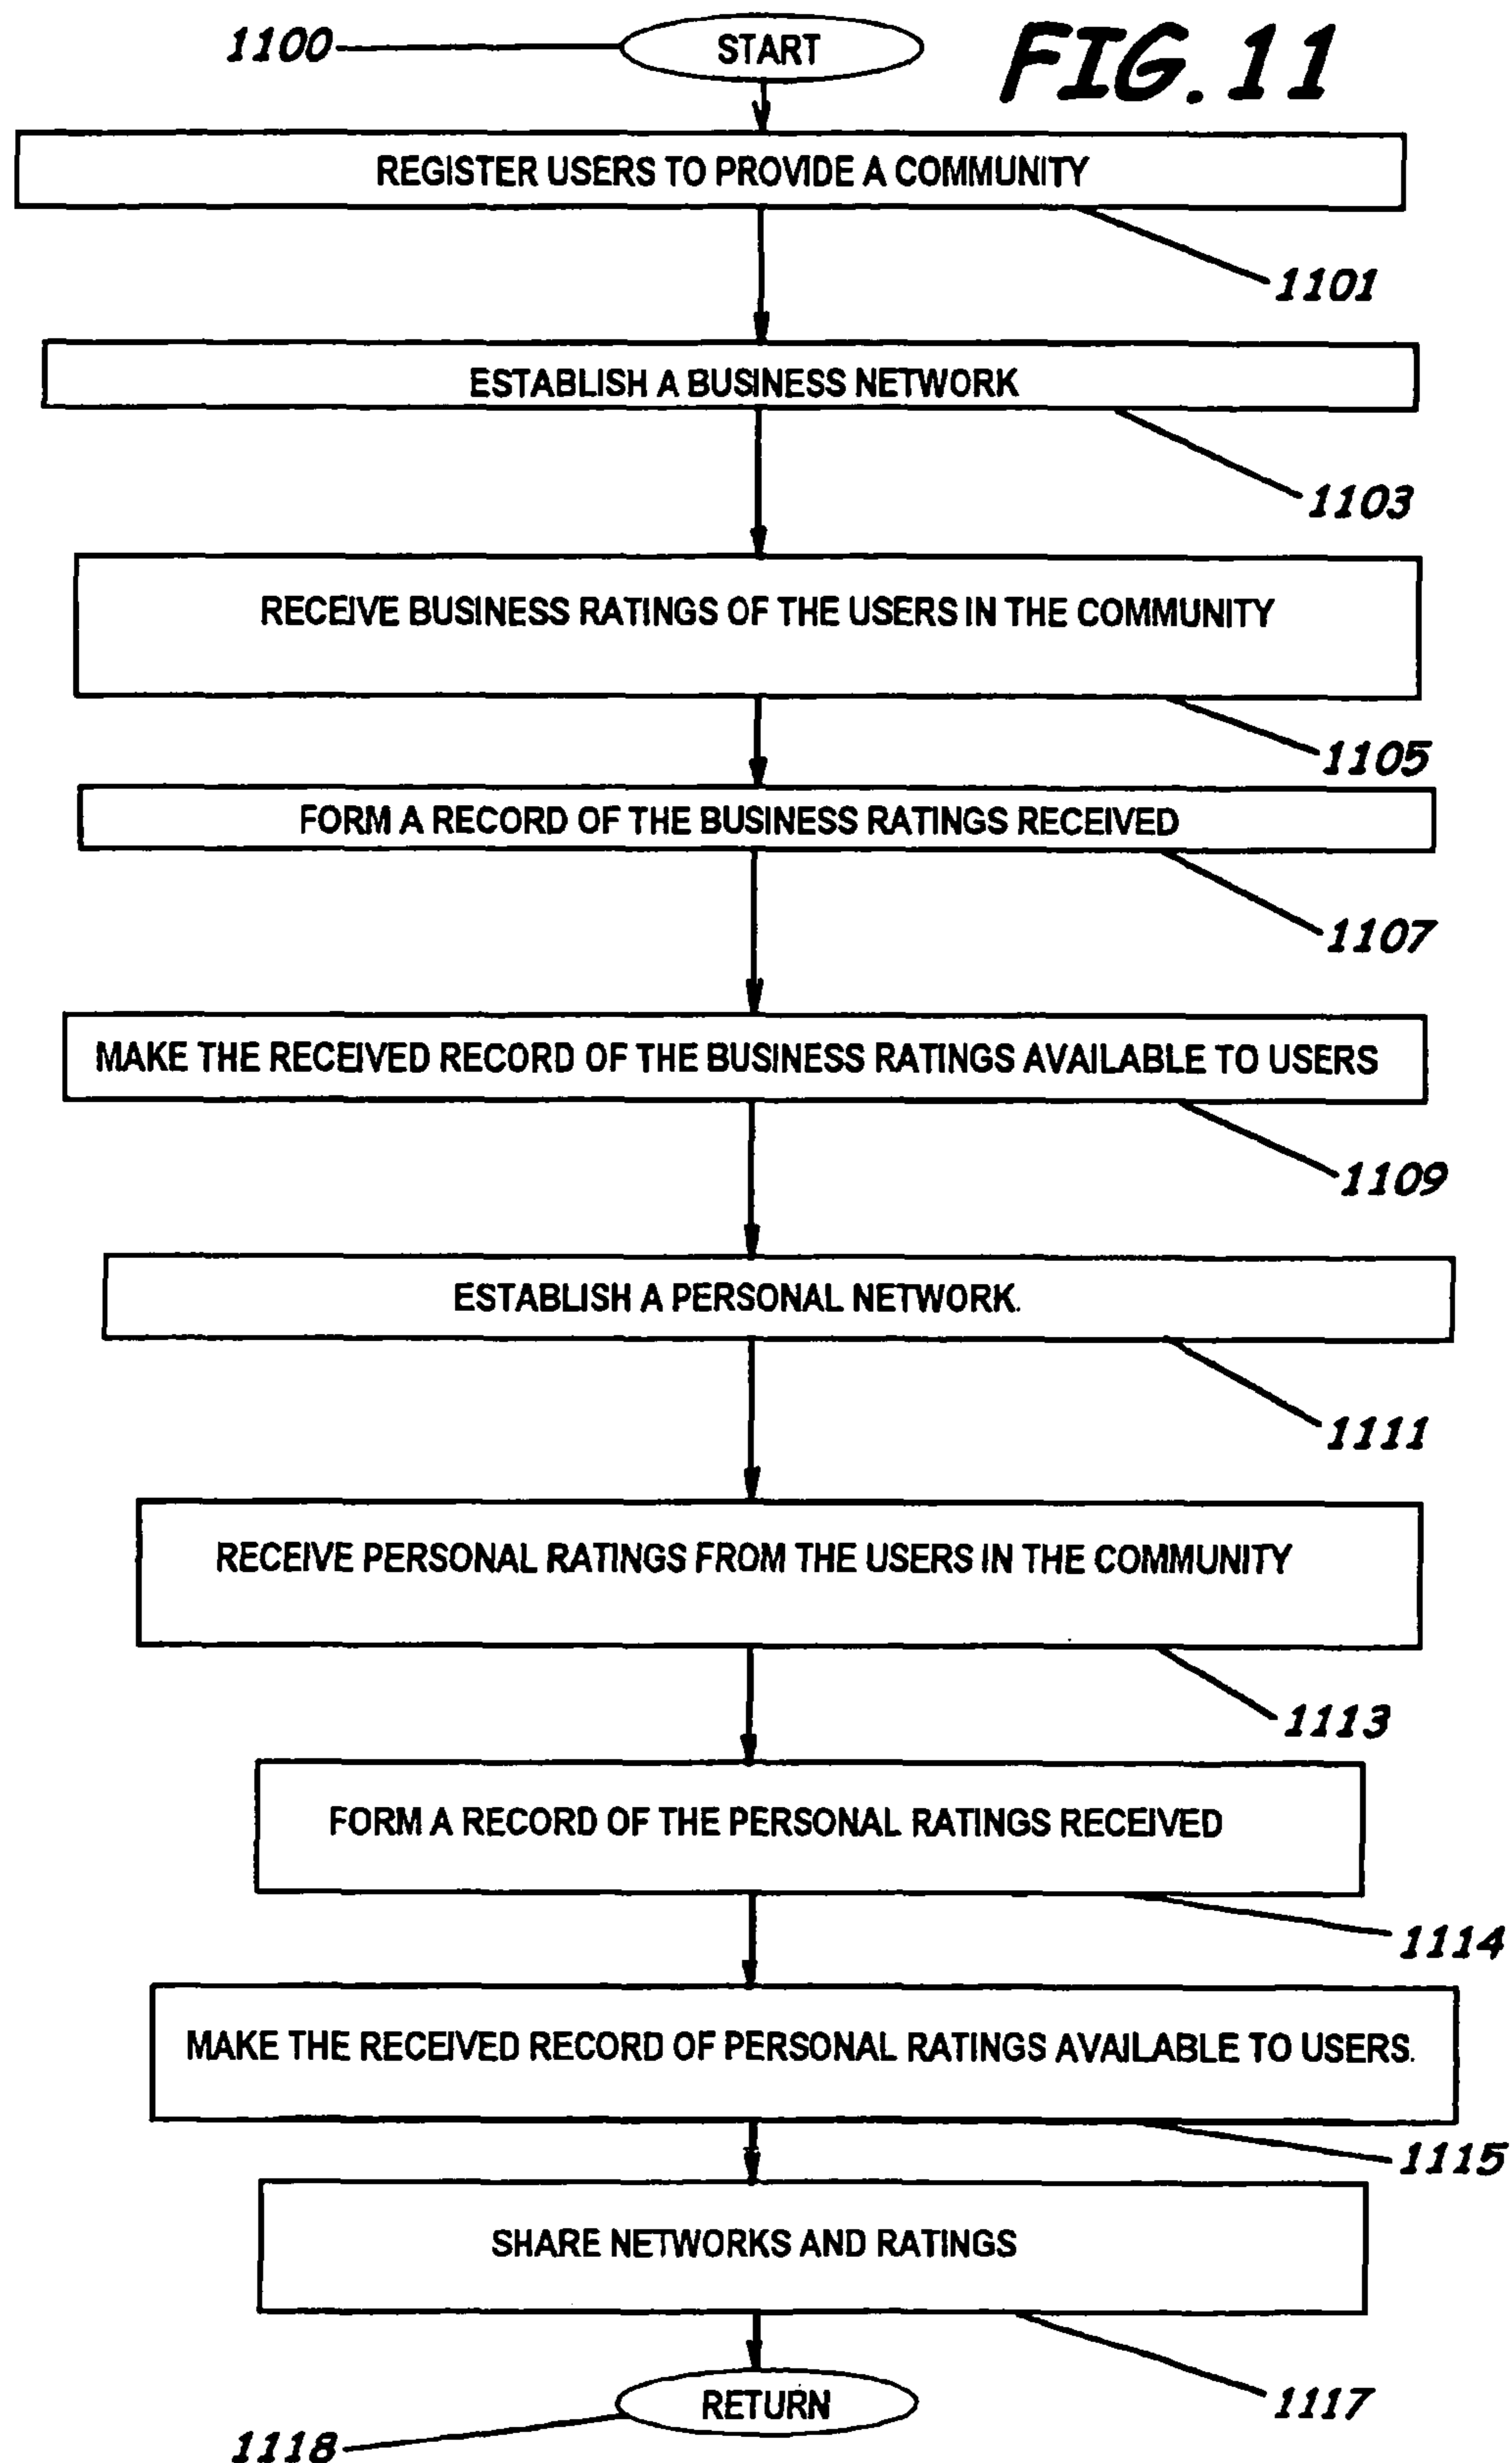 1100
START
FIG. 11
REGISTER USERS TO PROVIDE A COMMUNITY
1101
ESTABLISH A BUSINESS NETWORK
1103
RECEIVE BUSINESS RATINGS OF THE USERS IN THE COMMUNITY
1105
FORM A RECORD OF THE BUSINESS RATINGS RECEIVED
1107
MAKE THE RECEIVED RECORD OF THE BUSINESS RATINGS AVAILABLE TO USERS
1109
ESTABLISH A PERSONAL NETWORK.
1111
RECEIVE PERSONAL RATINGS FROM THE USERS IN THE COMMUNITY
1113
FORM A RECORD OF THE PERSONAL RATINGS RECEIVED
1114
MAKE THE RECEIVED RECORD OF PERSONAL RATINGS AVAILABLE TO USERS.
1115
SHARE NETWORKS AND RATINGS
1117
RETURN
1118